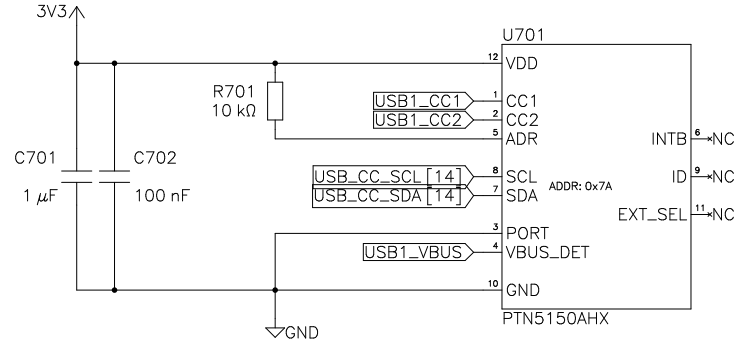 3V3
U701
12
VDD
R701
10 kΩ
USB1_CC1
1
CC1
USB1_CC2
2
CC2
5
ADR
INTB
6
NC
C701
C702
USB_CC_SCL [14]
8
SCL
ID
9
NC
1 µF
100 nF
USB_CC_SDA [14]
7
SDA
ADDR: 0x7A
EXT_SEL
11
NC
3
PORT
USB1_VBUS
4
VBUS_DET
10
GND
PTN5150AHX
GND